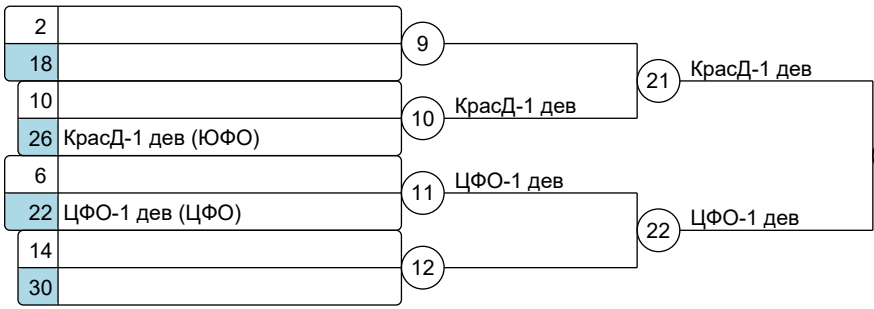 2
9
18
21 КрасД-1 дев
10
10 КрасД-1 дев
26 КрасД-1 дев (ЮФО)
6
11 ЦФО-1 дев
22 ЦФО-1 дев (ЦФО)
22 ЦФО-1 дев
14
12
30